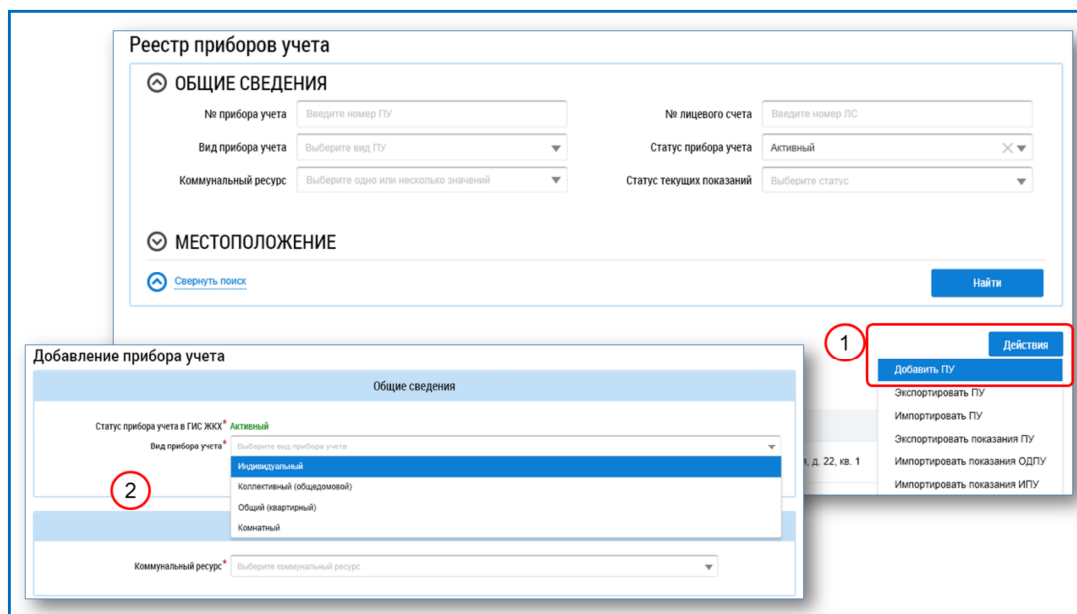 Реестр приборов учета
ОБЩИЕ СВЕДЕНИЯ
№ прибора учета Введите номер ПУ № лицевого счета Введите номер ЛС
Вид прибора учета Выберите вид ПУ Статус прибора учета Активный
Коммунальный ресурс Выберите одно или несколько значений Статус текущих показаний Выберите статус
МЕСТОПОЛОЖЕНИЕ
Свернуть поиск Найти
1 Действия
Добавить ПУ
Экспортировать ПУ
Импортировать ПУ
Экспортировать показания ПУ
д. 22, кв. 1 Импортировать показания ОДПУ
Импортировать показания ИПУ
Добавление прибора учета
Общие сведения
Статус прибора учета в ГИС ЖКХ* Активный
Вид прибора учета* Выберите вид прибора учета
Индивидуальный
2 Коллективный (общедомовой)
Общий (квартирный)
Комнатный
Коммунальный ресурс* Выберите коммунальный ресурс